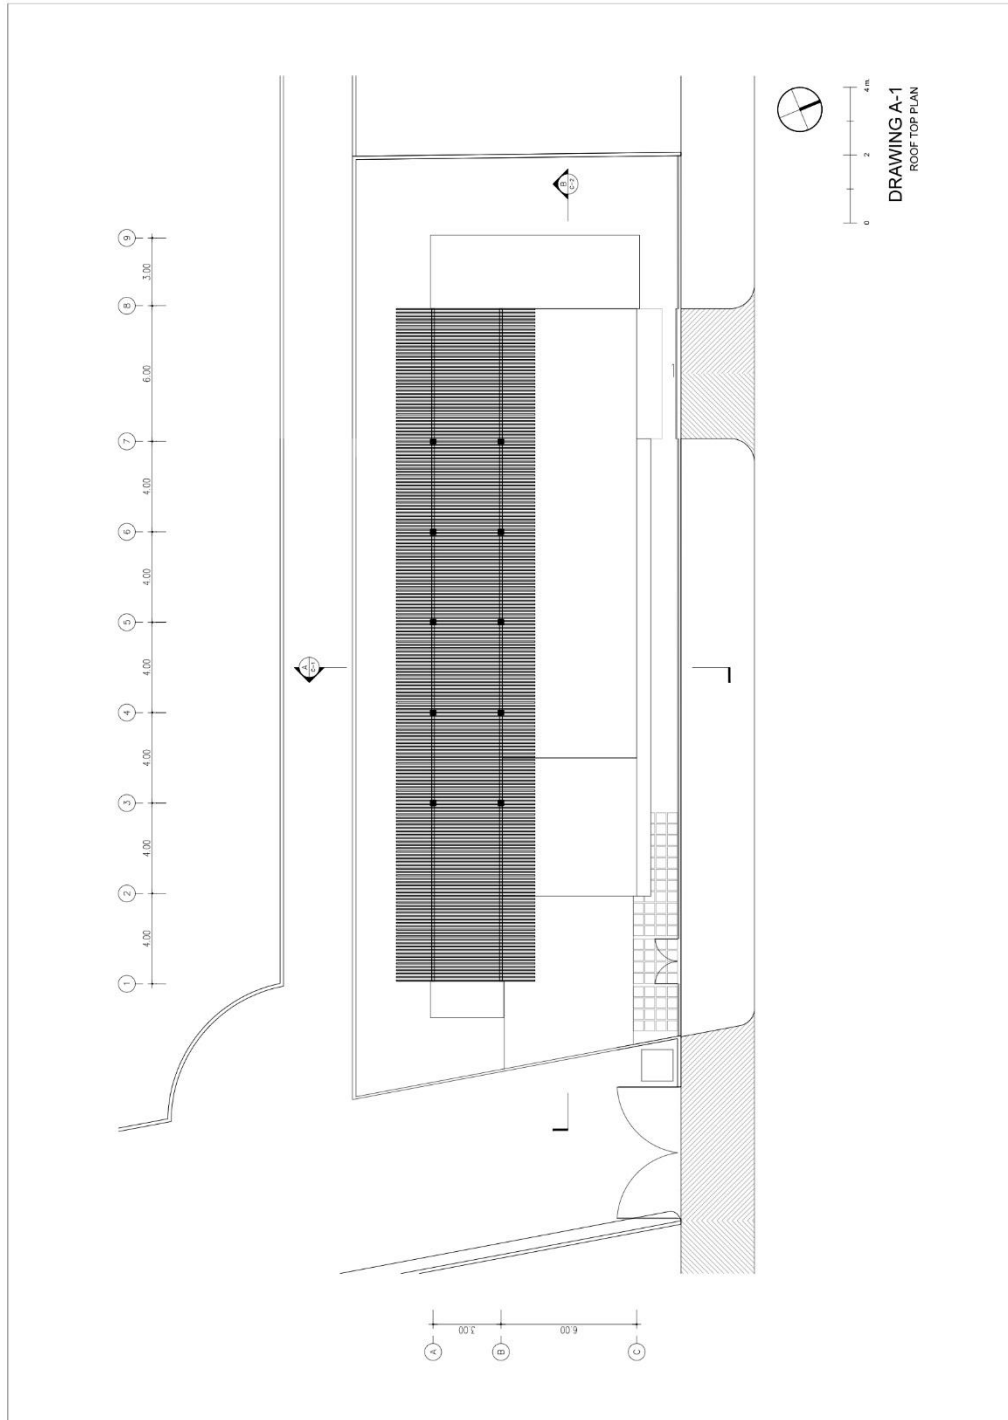 DRAWING A-1
ROOF TOP PLAN
0 2 4 m.
1 2 3 4 5 6 7 8 9
4.00 4.00 4.00 4.00 4.00 4.00 6.00 3.00
A B C
3.00 6.00
A
B